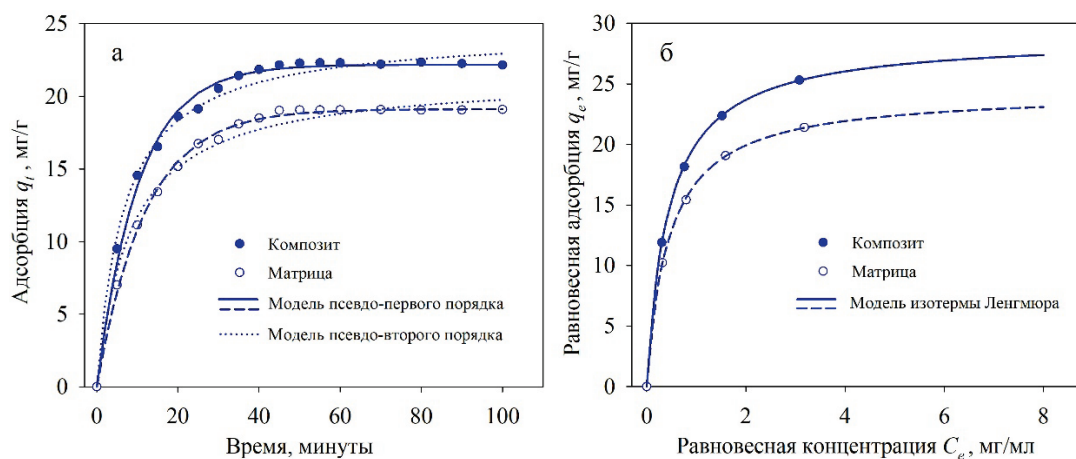 а
Адсорбция q_t, мг/г
25
20
15
10
5
0
Композит
Матрица
Модель псевдо-первого порядка
Модель псевдо-второго порядка
0 20 40 60 80 100
Время, минуты
б
Равновесная адсорбция q_e, мг/г
30
25
20
15
10
5
0
Композит
Матрица
Модель изотермы Ленгмюра
0 2 4 6 8
Равновесная концентрация C_e, мг/мл